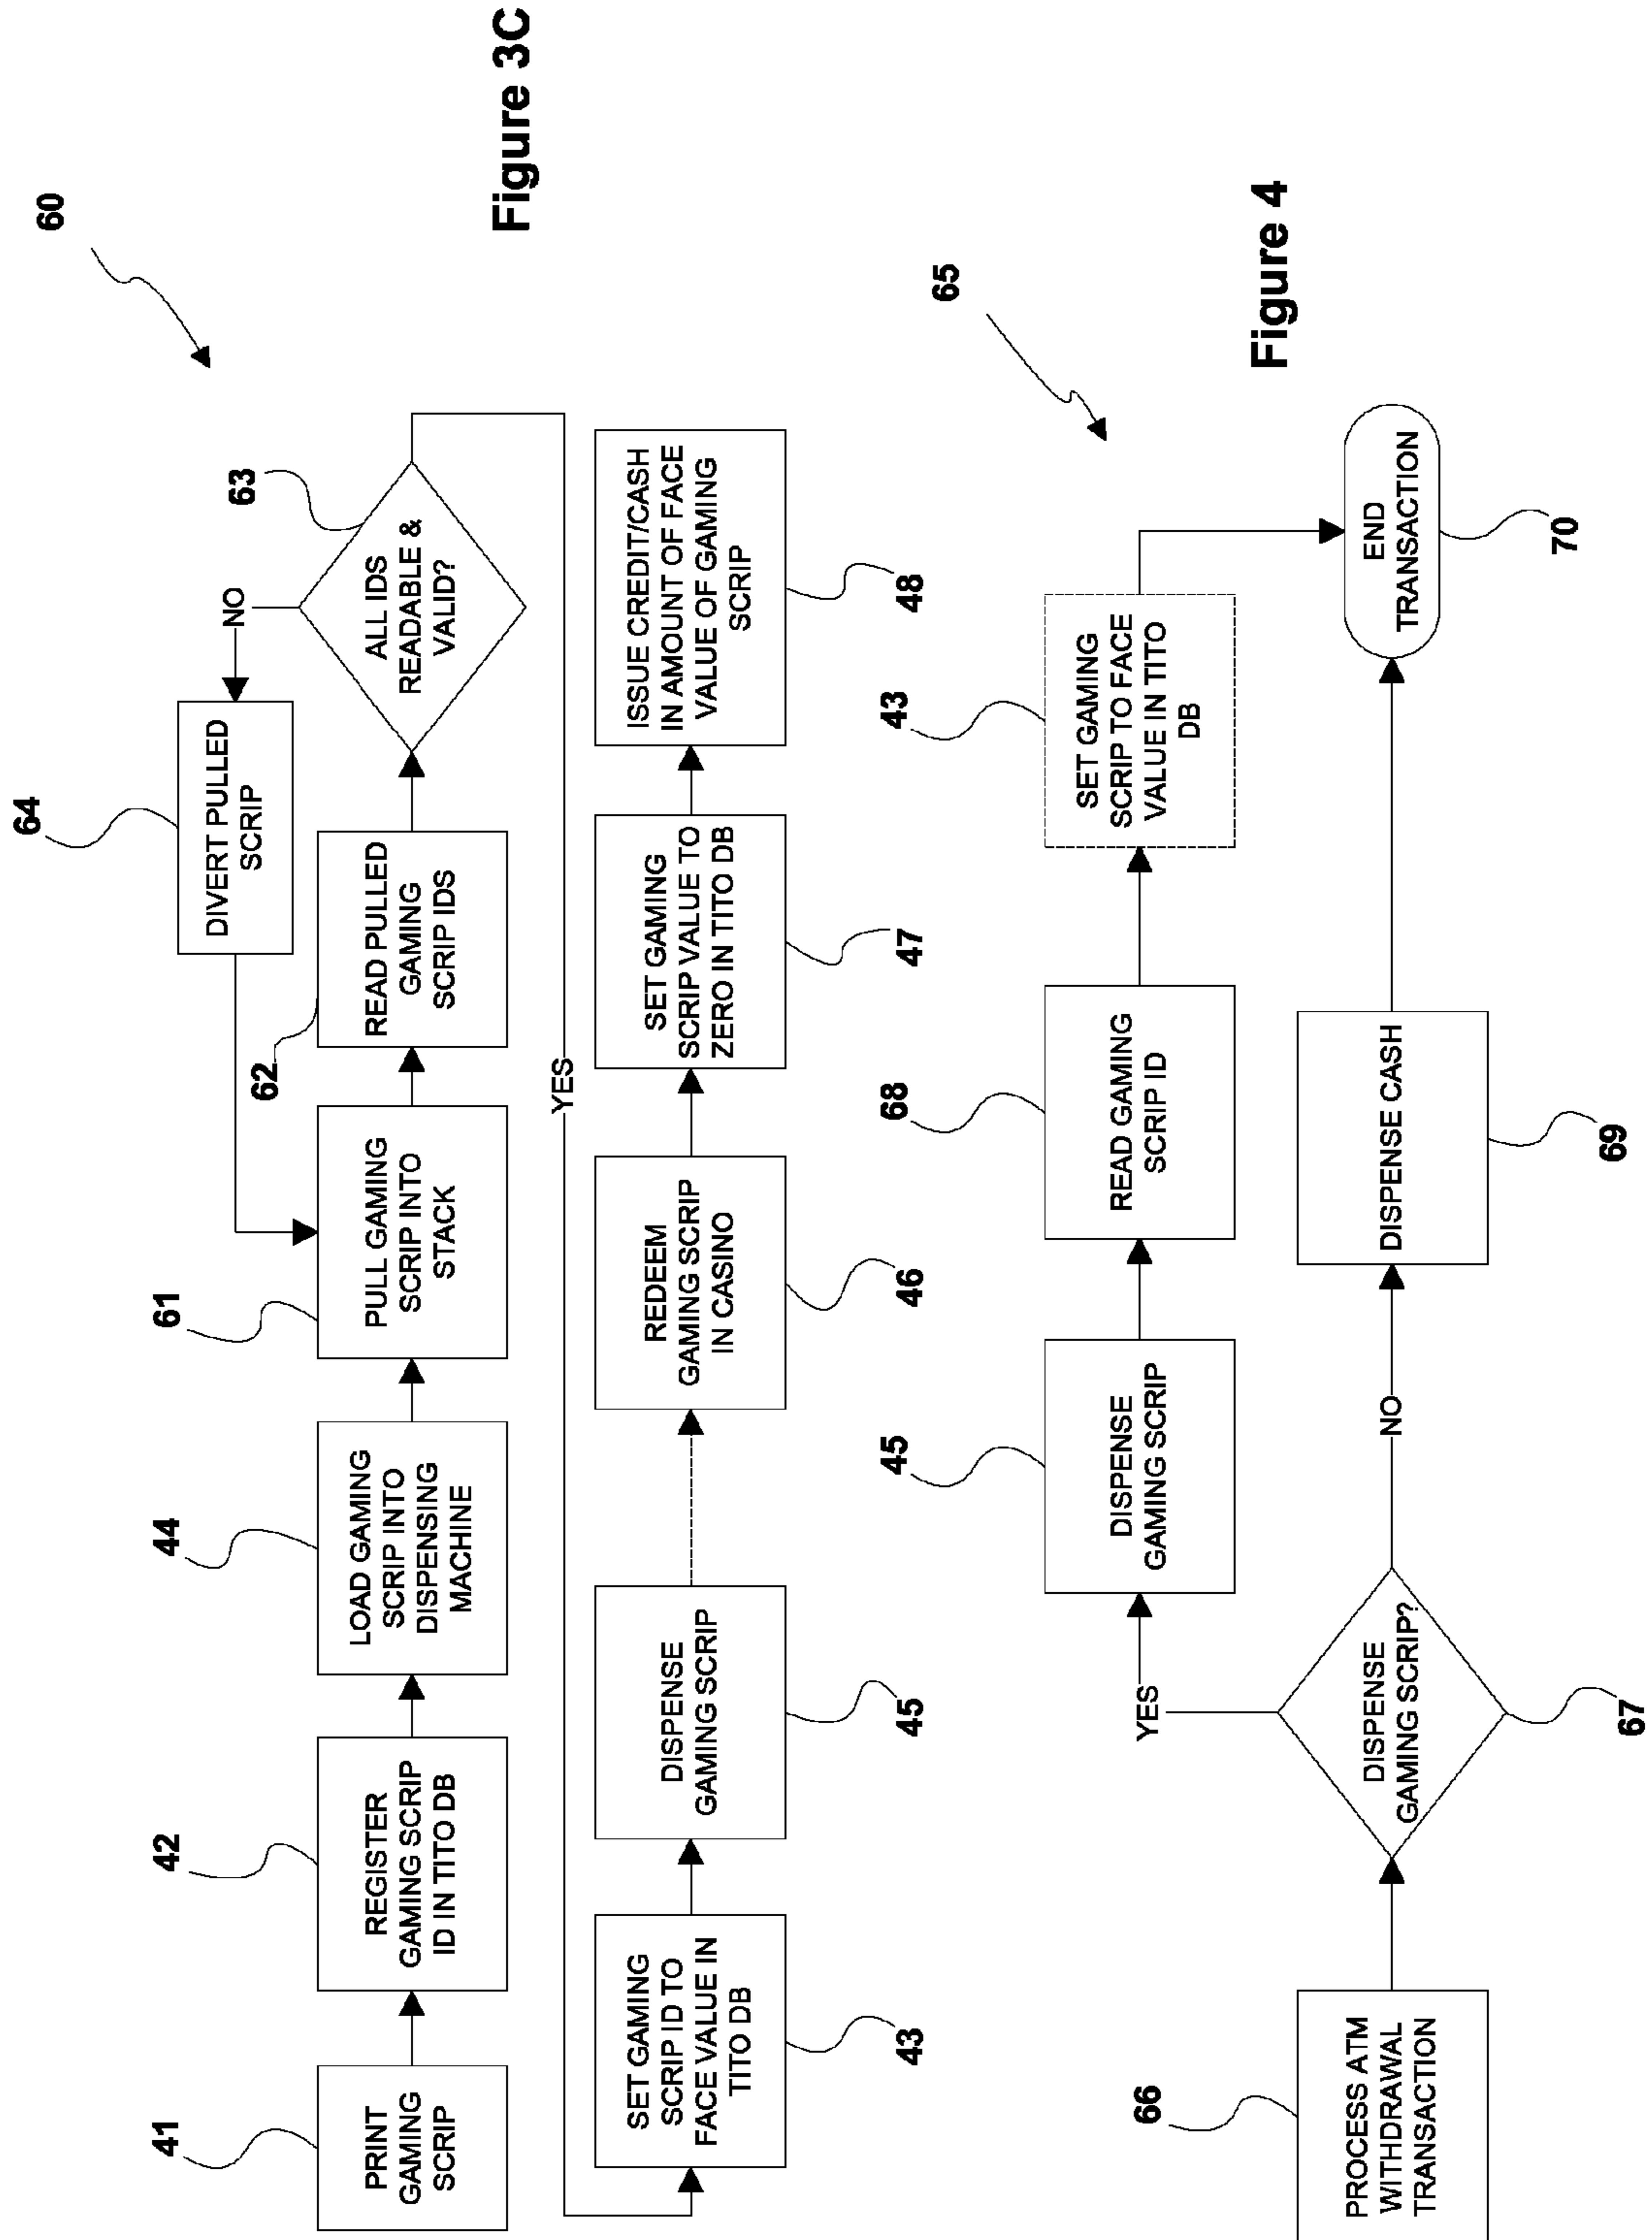 60
41
PRINT
GAMING
SCRIP
42
REGISTER
GAMING SCRIP
ID IN TITO DB
44
LOAD GAMING
SCRIP INTO
DISPENSING
MACHINE
61
PULL GAMING
SCRIP INTO
STACK
62
READ PULLED
GAMING
SCRIP IDS
63
ALL IDS
READABLE &
VALID?
NO
64
DIVERT PULLED
SCRIP
YES
SET GAMING
SCRIP ID TO
FACE VALUE IN
TITO DB
43
DISPENSE
GAMING SCRIP
45
REDEEM
GAMING SCRIP
IN CASINO
46
SET GAMING
SCRIP VALUE TO
ZERO IN TITO DB
47
ISSUE CREDIT/CASH
IN AMOUNT OF FACE
VALUE OF GAMING
SCRIP
48
Figure 3C
65
66
PROCESS ATM
WITHDRAWAL
TRANSACTION
DISPENSE
GAMING SCRIP?
67
YES
45
DISPENSE
GAMING SCRIP
68
READ GAMING
SCRIP ID
43
SET GAMING
SCRIP TO FACE
VALUE IN TITO
DB
NO
DISPENSE CASH
69
END
TRANSACTION
70
Figure 4